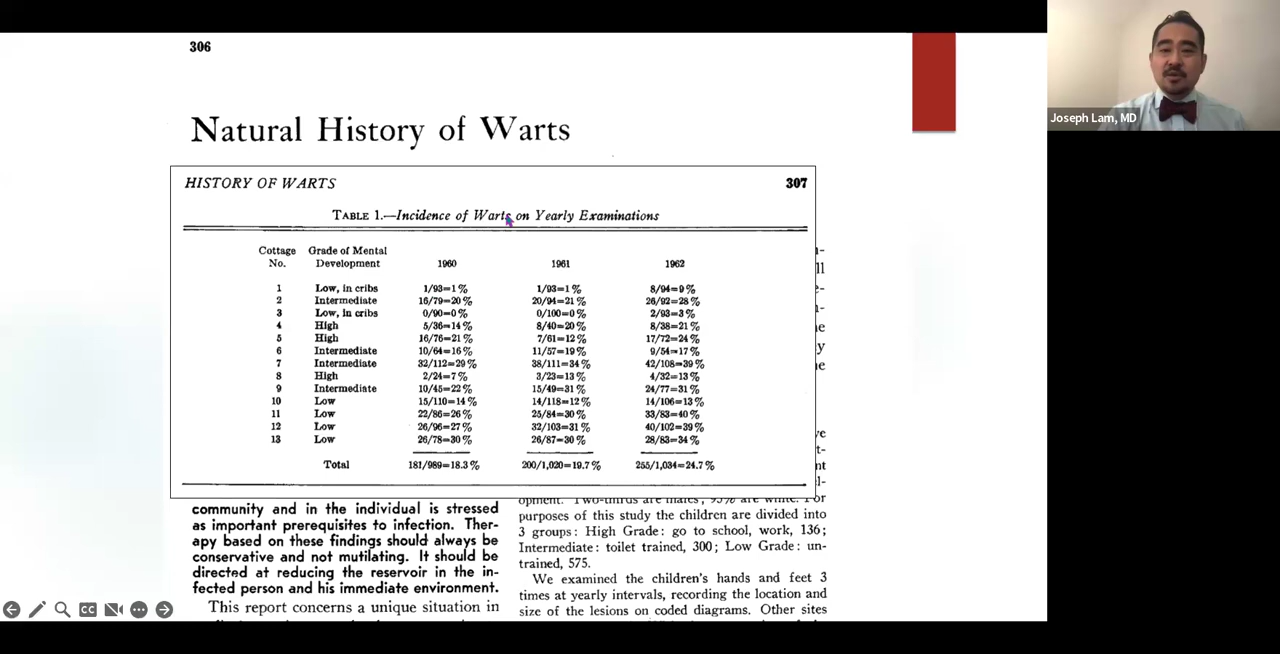 306
Natural History of Warts
HISTORY OF WARTS 307
TABLE 1.—Incidence of Warts on Yearly Examinations
Cottage No. Grade of Mental Development 1960 1961 1962
1 Low, in cribs 1/93=1% 1/93=1% 8/94=9%
2 Intermediate 16/79=20% 20/94=21% 26/92=28%
3 Low, in cribs 0/90=0% 0/100=0% 2/93=3%
4 High 5/36=14% 8/40=20% 8/38=21%
5 High 16/76=21% 7/61=12% 17/72=24%
6 Intermediate 10/64=16% 11/57=19% 9/54=17%
7 Intermediate 32/112=29% 38/111=34% 42/108=39%
8 High 2/24=7% 3/23=13% 4/32=13%
9 Intermediate 10/45=22% 15/49=31% 24/77=31%
10 Low 15/110=14% 14/118=12% 14/106=13%
11 Low 22/86=26% 25/84=30% 33/83=40%
12 Low 26/96=27% 32/103=31% 40/102=39%
13 Low 26/78=30% 26/87=30% 28/83=34%
Total 181/989=18.3% 200/1,020=19.7% 255/1,034=24.7%
community and in the individual is stressed
as important prerequisites to infection. Ther-
apy based on these findings should always be
conservative and not mutilating. It should be
directed at reducing the reservoir in the in-
fected person and his immediate environment.
This report concerns a unique situation in
purposes of this study the children are divided into
3 groups: High Grade: go to school, work, 136;
Intermediate: toilet trained, 300; Low Grade: un-
trained, 575.
We examined the children's hands and feet 3
times at yearly intervals, recording the location and
size of the lesions on coded diagrams. Other sites
Joseph Lam, MD
CC